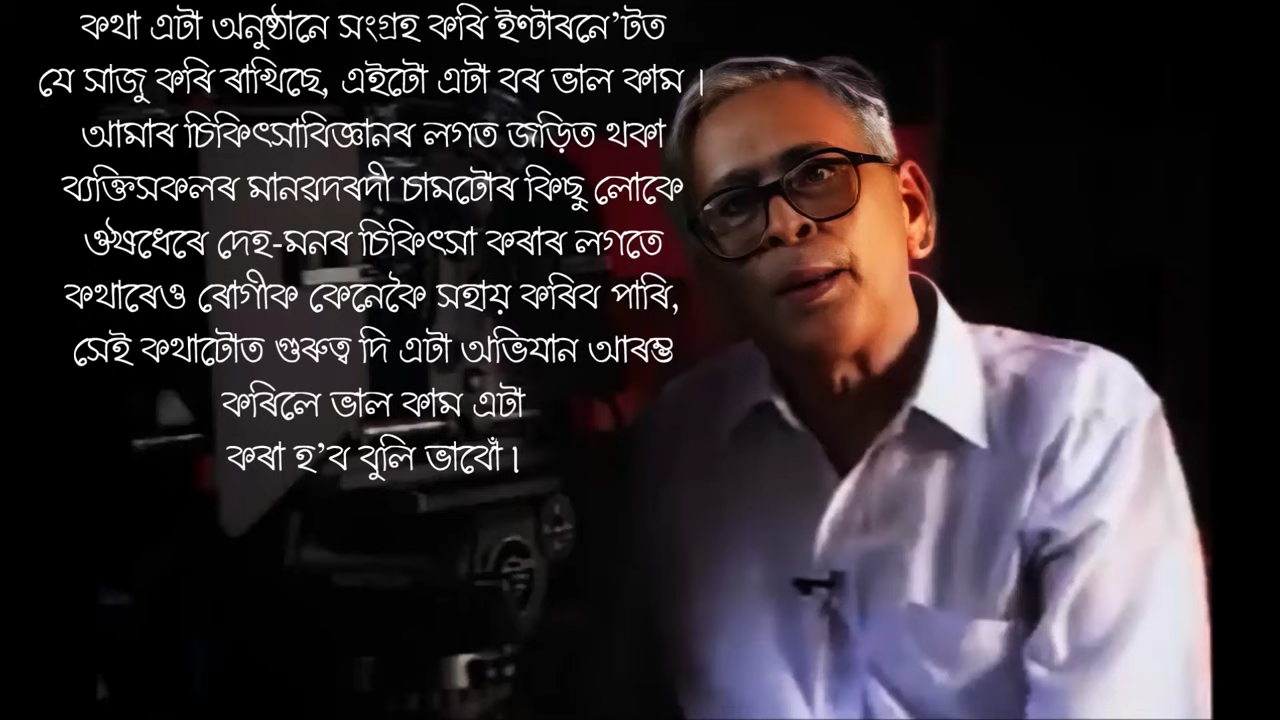 কথা এটা অনুষ্ঠানে সংগ্ৰহ কৰি ইণ্টাৰনে’টত
যে সাজু কৰি ৰাখিছে, এইটো এটা বৰ ভাল কাম ।
আমাৰ চিকিৎসাবিজ্ঞানৰ লগত জড়িত থকা
ব্যক্তিসকলৰ মানৱদৰদী চামটোৰ কিছু লোকে
ঔষধেৰে দেহ-মনৰ চিকিৎসা কৰাৰ লগতে
কথাৰেও ৰোগীক কেনেকৈ সহায় কৰিব পাৰি,
সেই কথাটোত গুৰুত্ব দি এটা অভিযান আৰম্ভ
কৰিলে ভাল কাম এটা
কৰা হ’ব বুলি ভাবোঁ।